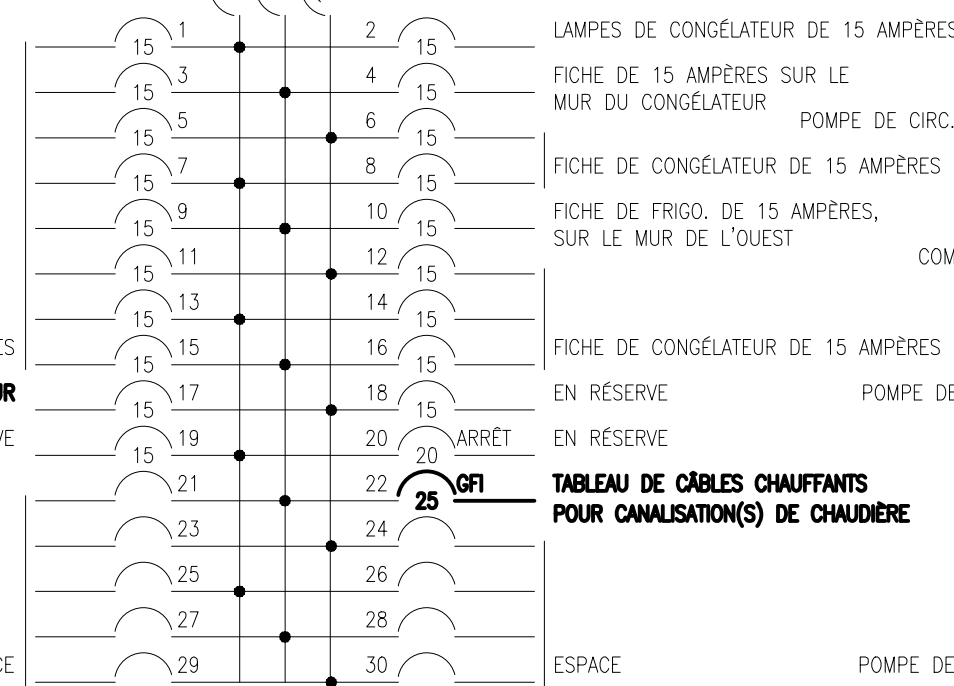 1 2 15 15 LAMPES DE CONGÉLATEUR DE 15 AMPÈRES
3 4 15 15 FICHE DE 15 AMPÈRES SUR LE
MUR DU CONGÉLATEUR
5 6 15 15 POMPE DE CIRC.
7 8 15 15 FICHE DE CONGÉLATEUR DE 15 AMPÈRES
9 10 15 15 FICHE DE FRIGO. DE 15 AMPÈRES,
SUR LE MUR DE L'OUEST
11 12 15 15
13 14 15 15
15 16 15 15 FICHE DE CONGÉLATEUR DE 15 AMPÈRES
17 18 15 15 EN RÉSERVE POMPE DE
19 20 15 20 ARRÊT EN RÉSERVE
21 22 25 GFI TABLEAU DE CÂBLES CHAUFFANTS
POUR CANALISATION(S) DE CHAUDIÈRE
23 24
25 26
27 28
29 30 ESPACE POMPE DE